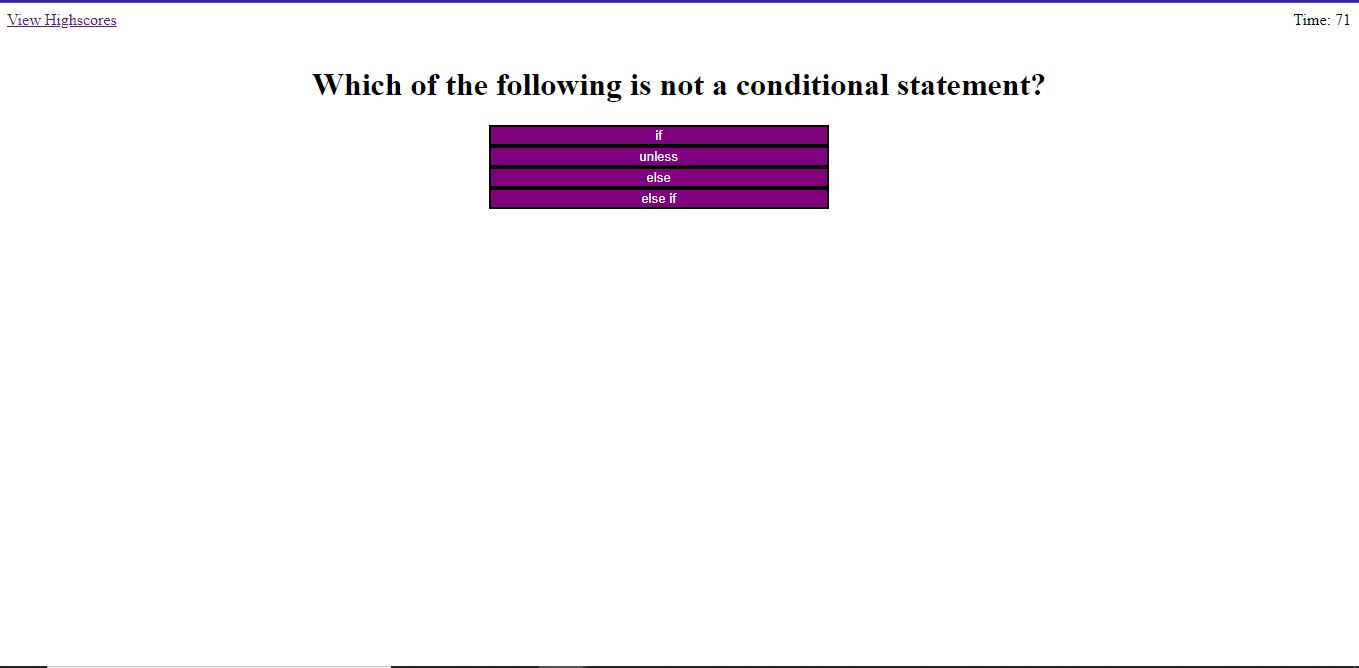 View Highscores
Time: 71
Which of the following is not a conditional statement?
if
unless
else
else if